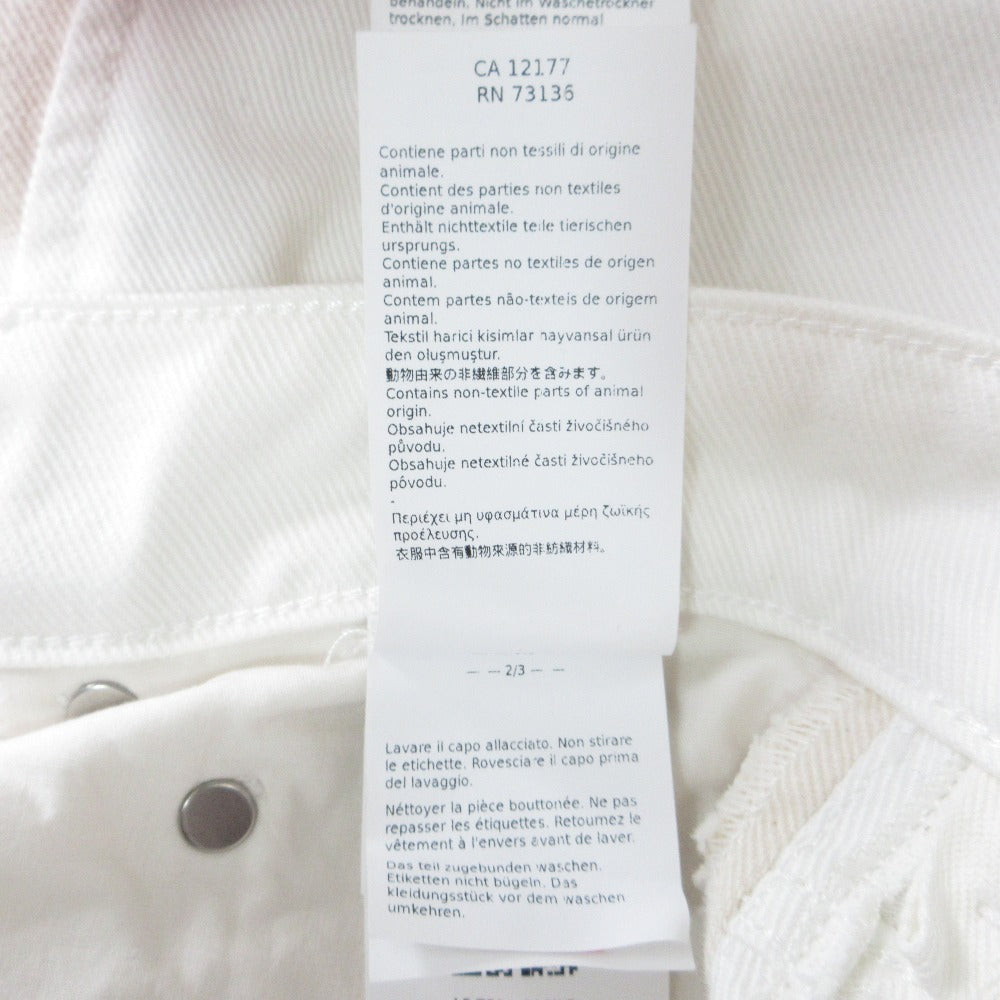 behandeln. Nicht im Wäschetrockner
trocknen. Im Schatten normal
CA 12177
RN 73136
Contiene parti non tessili di origine
animale.
Contient des parties non textiles
d'origine animale.
Enthält nichttextile teile tierischen
ursprungs.
Contiene partes no textiles de origen
animal.
Contem partes não-texteis de origem
animal.
Tekstil harici kisimlar hayvansal ürün
den oluşmuştur.
動物由来の非繊維部分を含みます。
Contains non-textile parts of animal
origin.
Obsahuje netextilní části živočišného
původu.
Obsahuje netextilné časti živočišneho
pôvodu.
-
Περιέχει μη υφασμάτινα μέρη ζωϊκής
προέλευσης.
衣服中含有動物來源的非紡織材料。
— — 2/3 — —
Lavare il capo allacciato. Non stirare
le etichette. Rovesciare il capo prima
del lavaggio.
Néttoyer la pièce bouttonée. Ne pas
repasser les étiquettes. Retournez le
vêtement à l'envers avant de laver.
Das teil zugebunden waschen.
Etiketten nicht bügeln. Das
kleidungsstück vor dem waschen
umkehren.